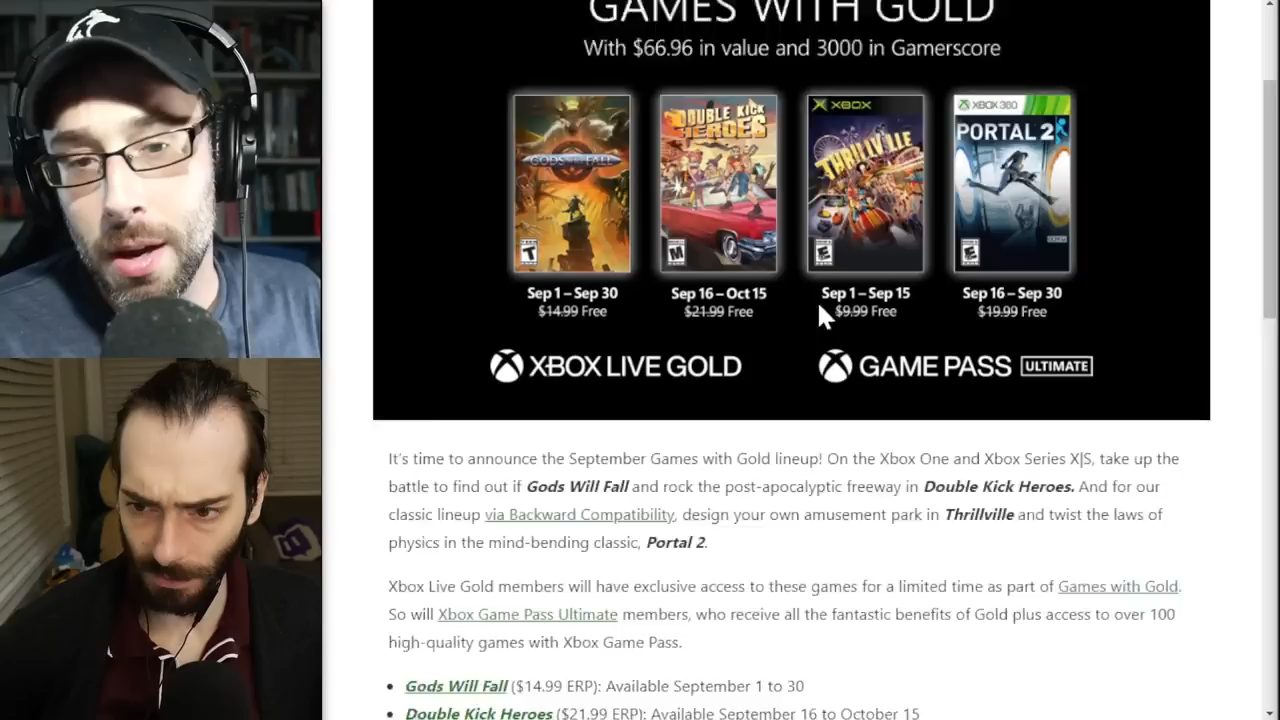 GAMES WITH GOLD
With $66.96 in value and 3000 in Gamerscore
GODS WILL FALL
DOUBLE KICK
HEROES
XBOX
THRILLVILLE
XBOX 360
PORTAL 2
T
M
E
E
Sep 1 – Sep 30
$14.99 Free
Sep 16 – Oct 15
$21.99 Free
Sep 1 – Sep 15
$9.99 Free
Sep 16 – Sep 30
$19.99 Free
XBOX LIVE GOLD
GAME PASS ULTIMATE
It's time to announce the September Games with Gold lineup! On the Xbox One and Xbox Series X|S, take up the
battle to find out if Gods Will Fall and rock the post-apocalyptic freeway in Double Kick Heroes. And for our
classic lineup via Backward Compatibility, design your own amusement park in Thrillville and twist the laws of
physics in the mind-bending classic, Portal 2.
Xbox Live Gold members will have exclusive access to these games for a limited time as part of Games with Gold.
So will Xbox Game Pass Ultimate members, who receive all the fantastic benefits of Gold plus access to over 100
high-quality games with Xbox Game Pass.
• Gods Will Fall ($14.99 ERP): Available September 1 to 30
• Double Kick Heroes ($21.99 ERP): Available September 16 to October 15